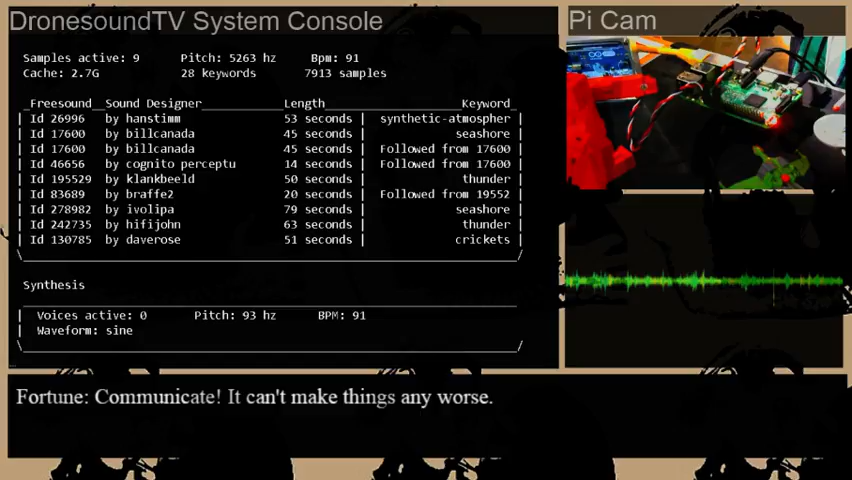 DronesoundTV System Console
Pi Cam
Samples active: 9 Pitch: 5263 hz Bpm: 91
Cache: 2.7G 28 keywords 7913 samples
_Freesound__Sound Designer____________Length____________________Keyword_
| Id 26996 by hanstimm 53 seconds | synthetic-atmospher |
| Id 17600 by billcanada 45 seconds | seashore |
| Id 17600 by billcanada 45 seconds | Followed from 17600 |
| Id 46656 by cognito perceptu 14 seconds | Followed from 17600 |
| Id 195529 by klankbeeld 50 seconds | thunder |
| Id 83689 by braffe2 20 seconds | Followed from 19552 |
| Id 278982 by ivolipa 79 seconds | seashore |
| Id 242735 by hifijohn 63 seconds | thunder |
| Id 130785 by daverose 51 seconds | crickets |
Synthesis
| Voices active: 0 Pitch: 93 hz BPM: 91
| Waveform: sine
Fortune: Communicate! It can't make things any worse.